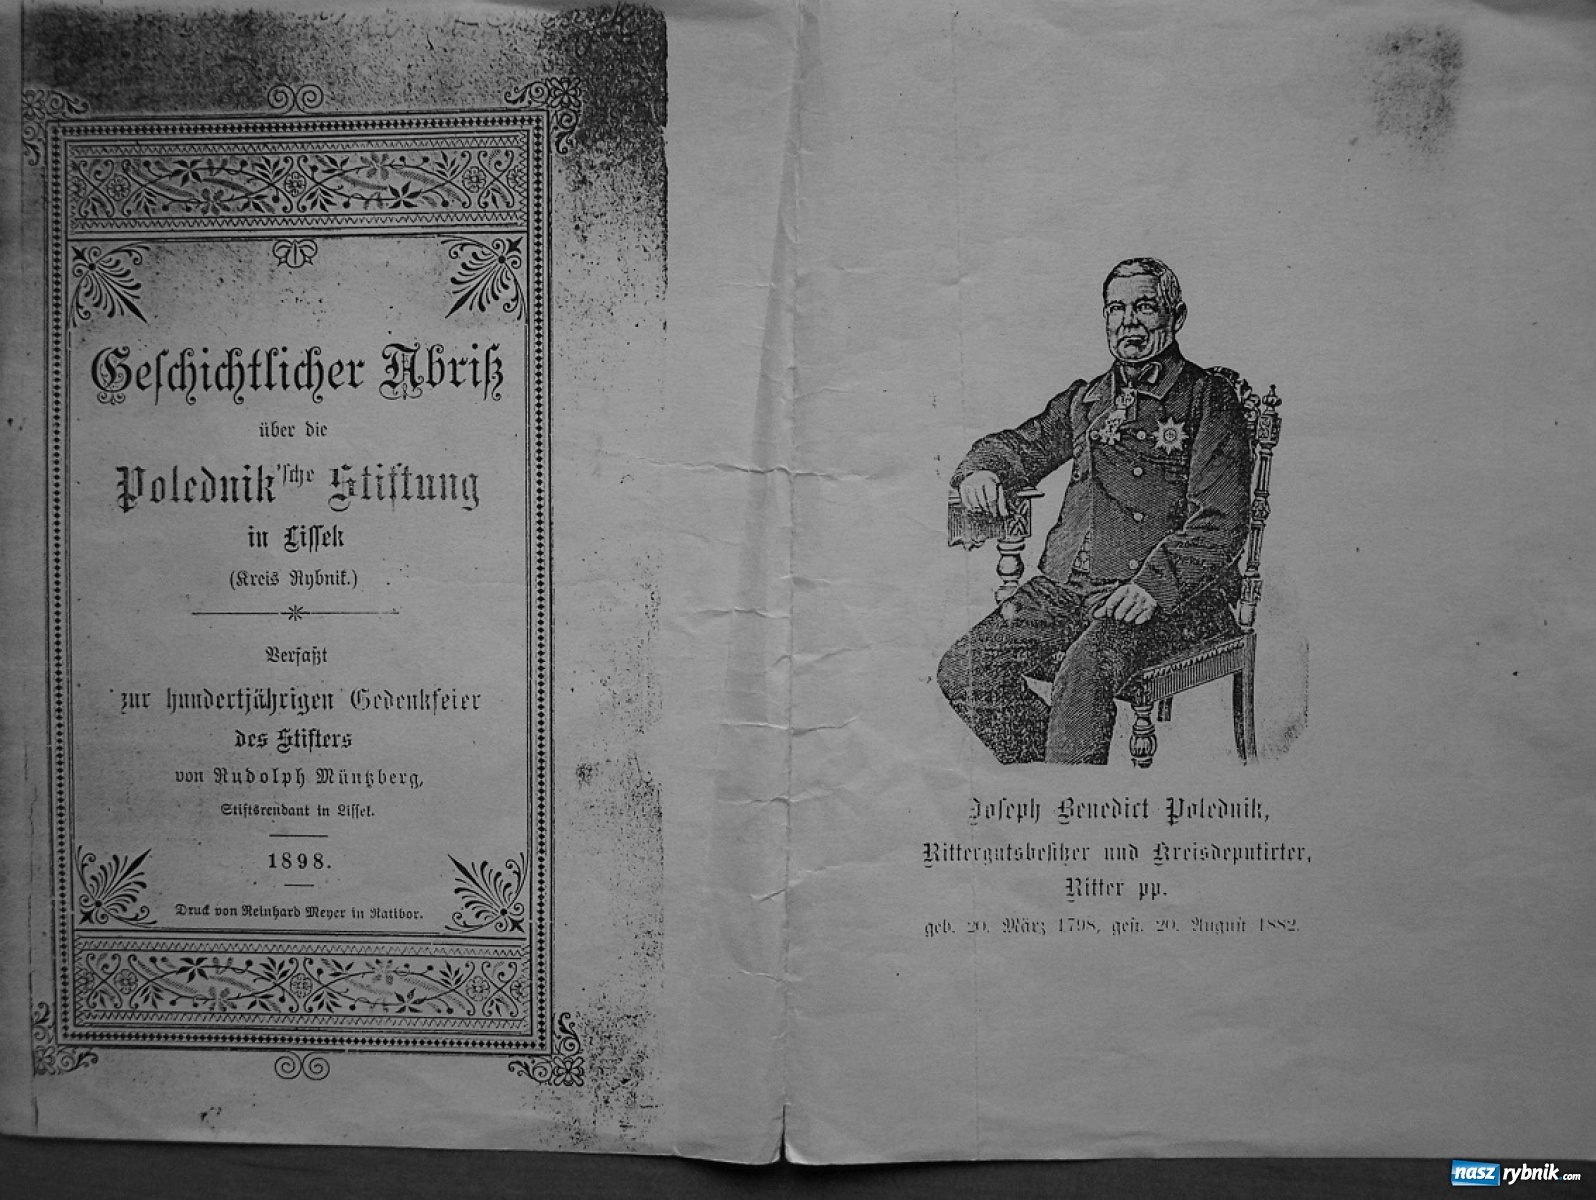 Geschichtlicher Abriß
über die
Polednik'sche Stiftung
in Lissek
(Kreis Rybnik.)
Verfaßt
zur hundertjährigen Gedenkfeier
des Stifters
von Rudolph Müntzberg,
Stiftsrendant in Lissek.
1898.
Druck von Reinhard Meyer in Ratibor.
Joseph Benedict Polednik,
Rittergutsbesitzer und Kreisdeputirter,
Ritter pp.
geb. 20. März 1798, gest. 20. August 1882.
nasz rybnik.com